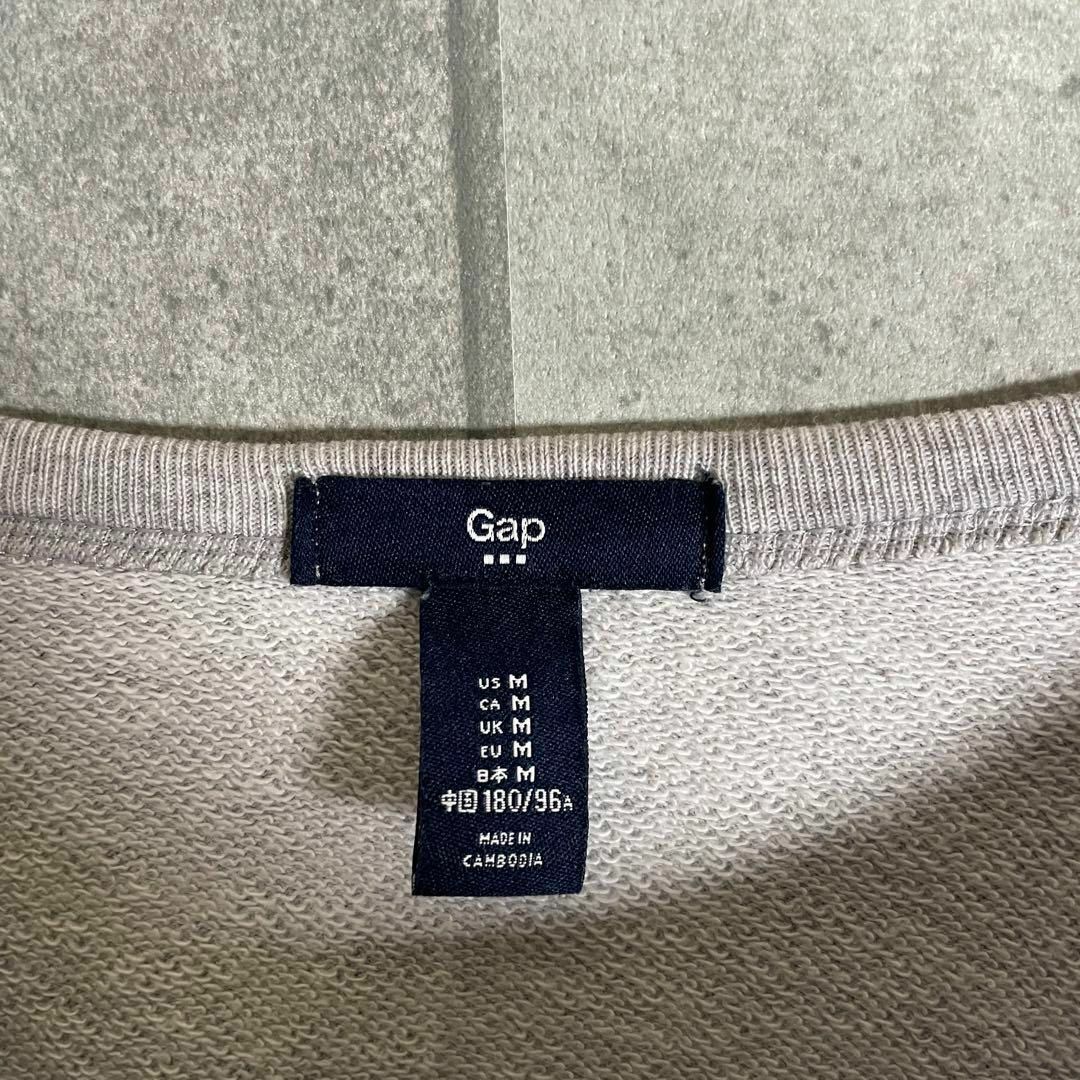 Gap
US M
CA M
UK M
EU M
日本 M
中国 180/96A
MADE IN
CAMBODIA